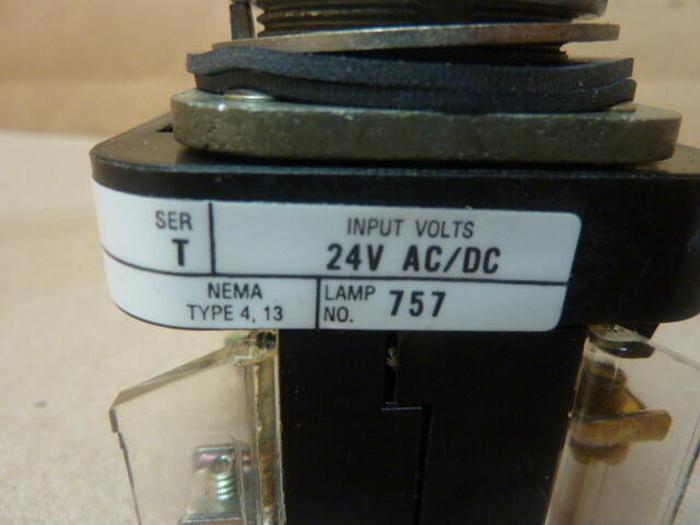 SER
T
INPUT VOLTS
24V AC/DC
NEMA
TYPE 4, 13
LAMP
NO. 757